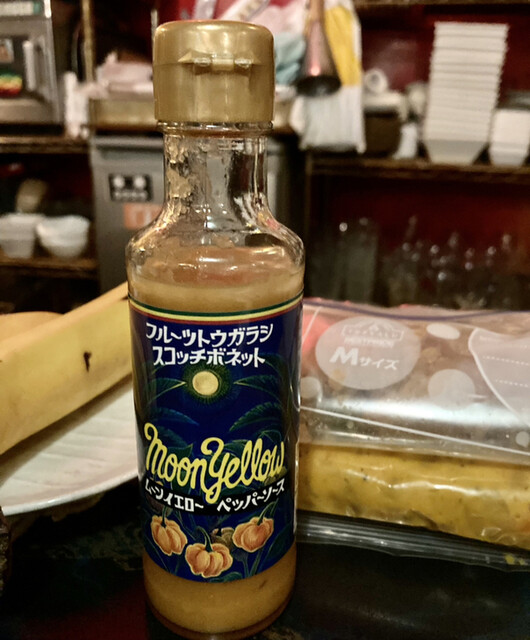 フルーツトウガラシ
スコッチボネット
Moon Yellow
ムーンイエロー ペッパーソース
Mサイズ